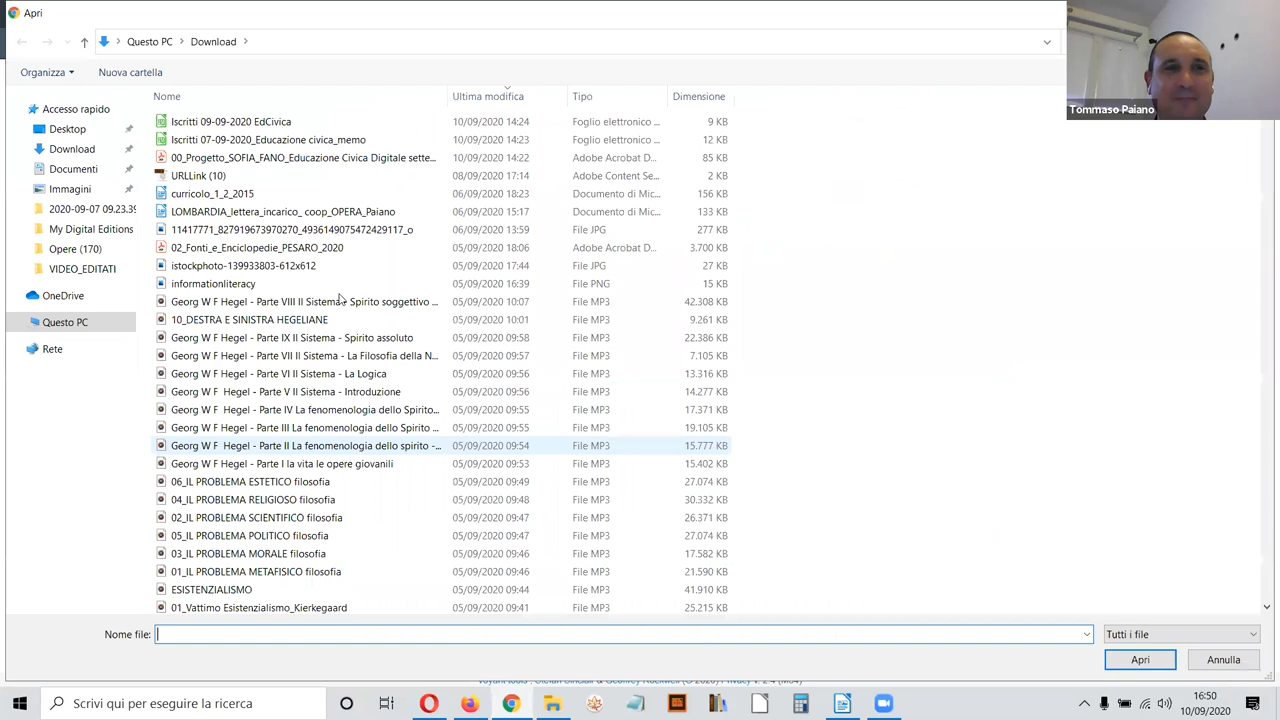 Apri
Questo PC > Download >
Organizza Nuova cartella
Tommaso Paiano
Nome Ultima modifica Tipo Dimensione
Accesso rapido
Desktop
Download
Documenti
Immagini
2020-09-07 09.23.39
My Digital Editions
Opere (170)
VIDEO_EDITATI
OneDrive
Questo PC
Rete
Iscritti 09-09-2020 EdCivica 10/09/2020 14:24 Foglio elettronico ... 9 KB
Iscritti 07-09-2020_Educazione civica_memo 10/09/2020 14:23 Foglio elettronico ... 12 KB
00_Progetto_SOFIA_FANO_Educazione Civica Digitale sette... 10/09/2020 14:22 Adobe Acrobat D... 85 KB
URLLink (10) 08/09/2020 17:14 Adobe Content Se... 2 KB
curricolo_1_2_2015 06/09/2020 18:23 Documento di Mic... 156 KB
LOMBARDIA_lettera_incarico_ coop_OPERA_Paiano 06/09/2020 15:17 Documento di Mic... 133 KB
11417771_827919673970270_4936149075472429117_o 06/09/2020 13:59 File JPG 277 KB
02_Fonti_e_Enciclopedie_PESARO_2020 05/09/2020 18:06 Adobe Acrobat D... 3.700 KB
istockphoto-139933803-612x612 05/09/2020 17:44 File JPG 27 KB
informationliteracy 05/09/2020 16:39 File PNG 15 KB
Georg W F Hegel - Parte VIII Il Sistema - Spirito soggettivo ... 05/09/2020 10:07 File MP3 42.308 KB
10_DESTRA E SINISTRA HEGELIANE 05/09/2020 10:01 File MP3 9.261 KB
Georg W F Hegel - Parte IX Il Sistema - Spirito assoluto 05/09/2020 09:58 File MP3 22.386 KB
Georg W F Hegel - Parte VII Il Sistema - La Filosofia della N... 05/09/2020 09:57 File MP3 7.105 KB
Georg W F Hegel - Parte VI Il Sistema - La Logica 05/09/2020 09:56 File MP3 13.316 KB
Georg W F Hegel - Parte V Il Sistema - Introduzione 05/09/2020 09:56 File MP3 14.277 KB
Georg W F Hegel - Parte IV La fenomenologia dello Spirito... 05/09/2020 09:55 File MP3 17.371 KB
Georg W F Hegel - Parte III La fenomenologia dello Spirito ... 05/09/2020 09:55 File MP3 19.105 KB
Georg W F Hegel - Parte II La fenomenologia dello spirito -... 05/09/2020 09:54 File MP3 15.777 KB
Georg W F Hegel - Parte I la vita le opere giovanili 05/09/2020 09:53 File MP3 15.402 KB
06_IL PROBLEMA ESTETICO filosofia 05/09/2020 09:49 File MP3 27.074 KB
04_IL PROBLEMA RELIGIOSO filosofia 05/09/2020 09:48 File MP3 30.332 KB
02_IL PROBLEMA SCIENTIFICO filosofia 05/09/2020 09:47 File MP3 26.371 KB
05_IL PROBLEMA POLITICO filosofia 05/09/2020 09:47 File MP3 27.074 KB
03_IL PROBLEMA MORALE filosofia 05/09/2020 09:46 File MP3 17.582 KB
01_IL PROBLEMA METAFISICO filosofia 05/09/2020 09:46 File MP3 21.590 KB
ESISTENZIALISMO 05/09/2020 09:44 File MP3 41.910 KB
01_Vattimo Esistenzialismo_Kierkegaard 05/09/2020 09:41 File MP3 25.215 KB
Nome file: Tutti i file
Apri Annulla
Scrivi qui per eseguire la ricerca
16:50
10/09/2020